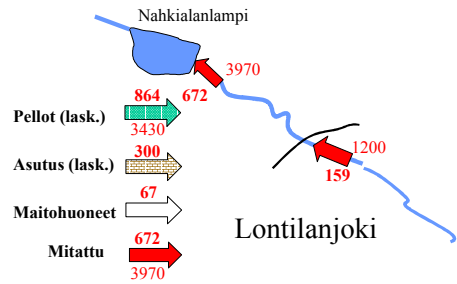 Nahkialanlampi
3970
864 672
Pellot (lask.)
3430
1200
300
Asutus (lask.)
159
67
Maitohuoneet
Lontilanjoki
672
Mitattu
3970